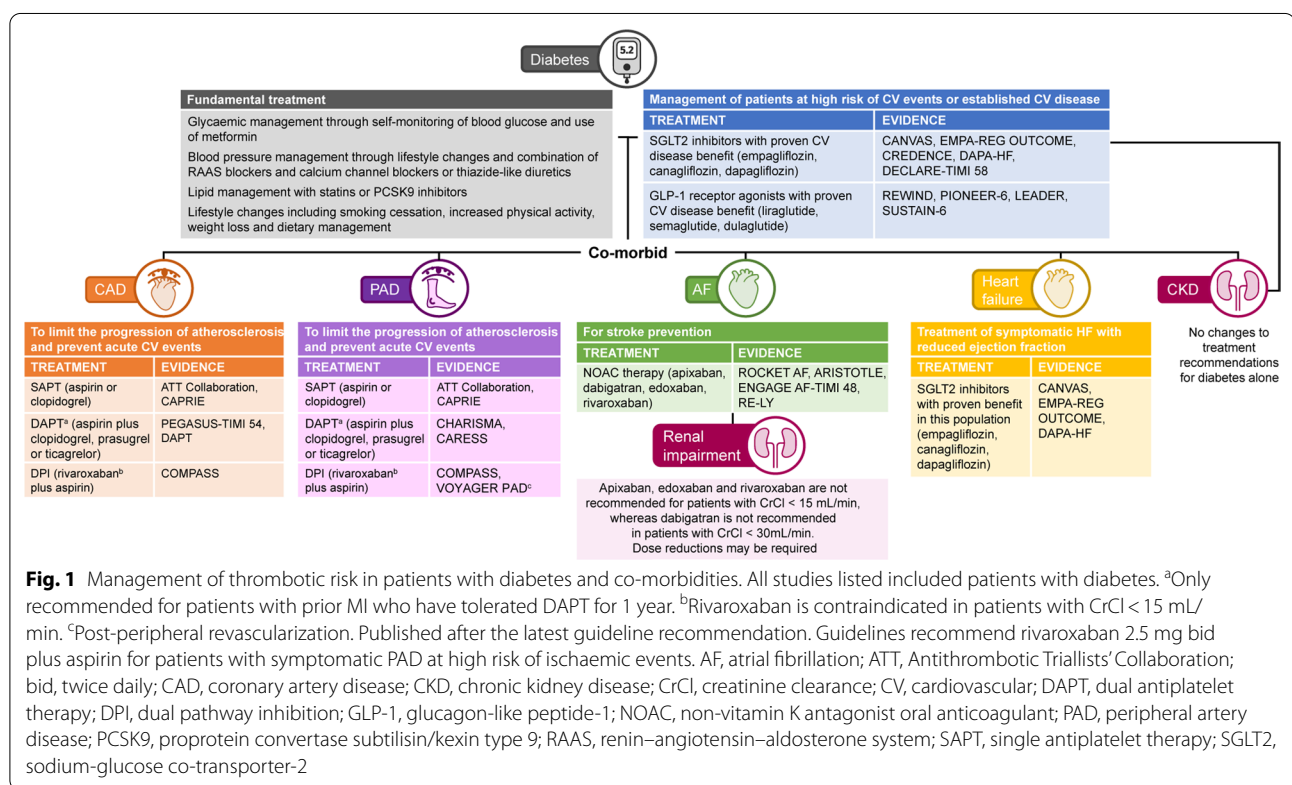 Diabetes
5.2
Fundamental treatment
Glycaemic management through self-monitoring of blood glucose and use
of metformin
Blood pressure management through lifestyle changes and combination of
RAAS blockers and calcium channel blockers or thiazide-like diuretics
Lipid management with statins or PCSK9 inhibitors
Lifestyle changes including smoking cessation, increased physical activity,
weight loss and dietary management
Management of patients at high risk of CV events or established CV disease
TREATMENT
EVIDENCE
SGLT2 inhibitors with proven CV
disease benefit (empagliflozin,
canagliflozin, dapagliflozin)
CANVAS, EMPA-REG OUTCOME,
CREDENCE, DAPA-HF,
DECLARE-TIMI 58
GLP-1 receptor agonists with proven
CV disease benefit (liraglutide,
semaglutide, dulaglutide)
REWIND, PIONEER-6, LEADER,
SUSTAIN-6
Co-morbid
CAD
To limit the progression of atherosclerosis
and prevent acute CV events
TREATMENT
EVIDENCE
SAPT (aspirin or
clopidogrel)
ATT Collaboration,
CAPRIE
DAPTᵃ (aspirin plus
clopidogrel, prasugrel
or ticagrelor)
PEGASUS-TIMI 54,
DAPT
DPI (rivaroxabanᵇ
plus aspirin)
COMPASS
PAD
To limit the progression of atherosclerosis
and prevent acute CV events
TREATMENT
EVIDENCE
SAPT (aspirin or
clopidogrel)
ATT Collaboration,
CAPRIE
DAPTᵃ (aspirin plus
clopidogrel, prasugrel
or ticagrelor)
CHARISMA,
CARESS
DPI (rivaroxabanᵇ
plus aspirin)
COMPASS,
VOYAGER PADᶜ
AF
For stroke prevention
TREATMENT
EVIDENCE
NOAC therapy (apixaban,
dabigatran, edoxaban,
rivaroxaban)
ROCKET AF, ARISTOTLE,
ENGAGE AF-TIMI 48,
RE-LY
Renal
impairment
Apixaban, edoxaban and rivaroxaban are not
recommended for patients with CrCl < 15 mL/min,
whereas dabigatran is not recommended
in patients with CrCl < 30mL/min.
Dose reductions may be required
Heart
failure
Treatment of symptomatic HF with
reduced ejection fraction
TREATMENT
EVIDENCE
SGLT2 inhibitors
with proven benefit
in this population
(empagliflozin,
canagliflozin,
dapagliflozin)
CANVAS,
EMPA-REG
OUTCOME,
DAPA-HF
CKD
No changes to
treatment
recommendations
for diabetes alone
Fig. 1 Management of thrombotic risk in patients with diabetes and co-morbidities. All studies listed included patients with diabetes. ᵃOnly
recommended for patients with prior MI who have tolerated DAPT for 1 year. ᵇRivaroxaban is contraindicated in patients with CrCl < 15 mL/
min. ᶜPost-peripheral revascularization. Published after the latest guideline recommendation. Guidelines recommend rivaroxaban 2.5 mg bid
plus aspirin for patients with symptomatic PAD at high risk of ischaemic events. AF, atrial fibrillation; ATT, Antithrombotic Triallists' Collaboration;
bid, twice daily; CAD, coronary artery disease; CKD, chronic kidney disease; CrCl, creatinine clearance; CV, cardiovascular; DAPT, dual antiplatelet
therapy; DPI, dual pathway inhibition; GLP-1, glucagon-like peptide-1; NOAC, non-vitamin K antagonist oral anticoagulant; PAD, peripheral artery
disease; PCSK9, proprotein convertase subtilisin/kexin type 9; RAAS, renin–angiotensin–aldosterone system; SAPT, single antiplatelet therapy; SGLT2,
sodium-glucose co-transporter-2